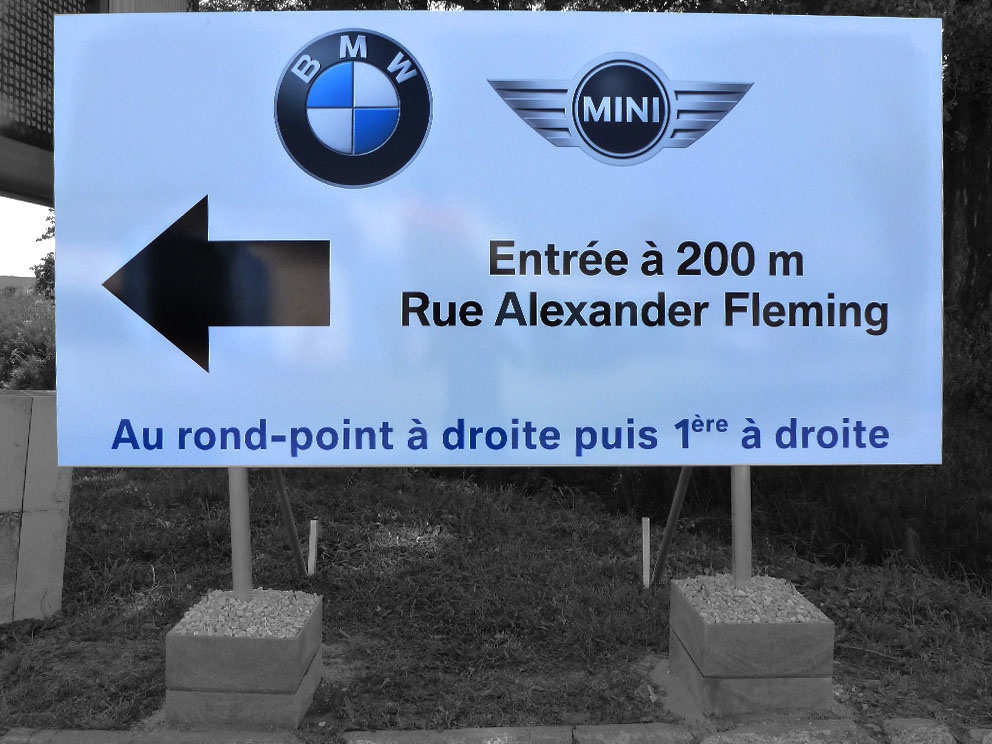 BMW
MINI
Entrée à 200 m
Rue Alexander Fleming
Au rond-point à droite puis 1ère à droite